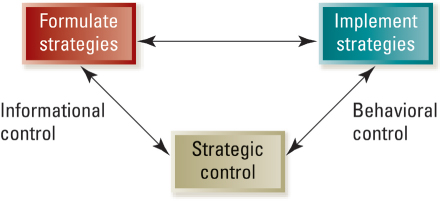 Formulate
strategies
Implement
strategies
Informational
control
Behavioral
control
Strategic
control